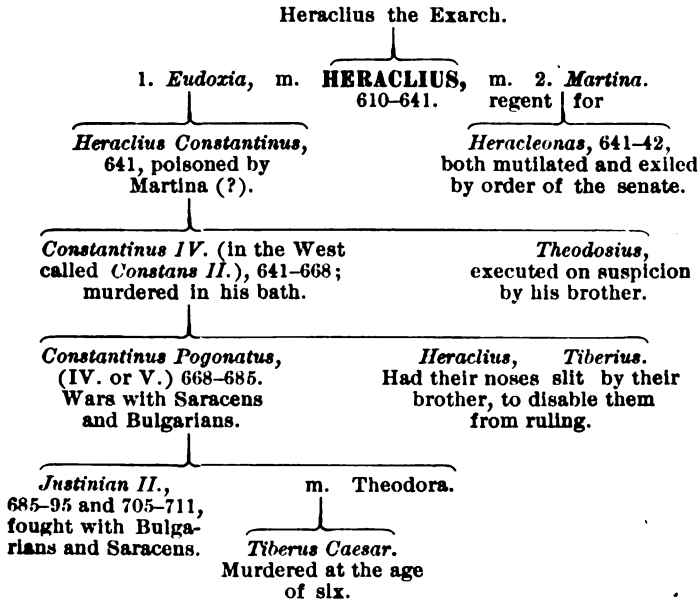 Heraclius the Exarch.
1. Eudoxia, m. HERACLIUS, m. 2. Martina.
610–641. regent for
Heraclius Constantinus,
641, poisoned by
Martina (?).
Heracleonas, 641–42,
both mutilated and exiled
by order of the senate.
Constantinus IV. (in the West
called Constans II.), 641–668;
murdered in his bath.
Theodosius,
executed on suspicion
by his brother.
Constantinus Pogonatus,
(IV. or V.) 668–685.
Wars with Saracens
and Bulgarians.
Heraclius, Tiberius.
Had their noses slit by their
brother, to disable them
from ruling.
Justinian II.,
685–95 and 705–711,
fought with Bulga-
rians and Saracens.
m. Theodora.
Tiberus Caesar.
Murdered at the age
of six.